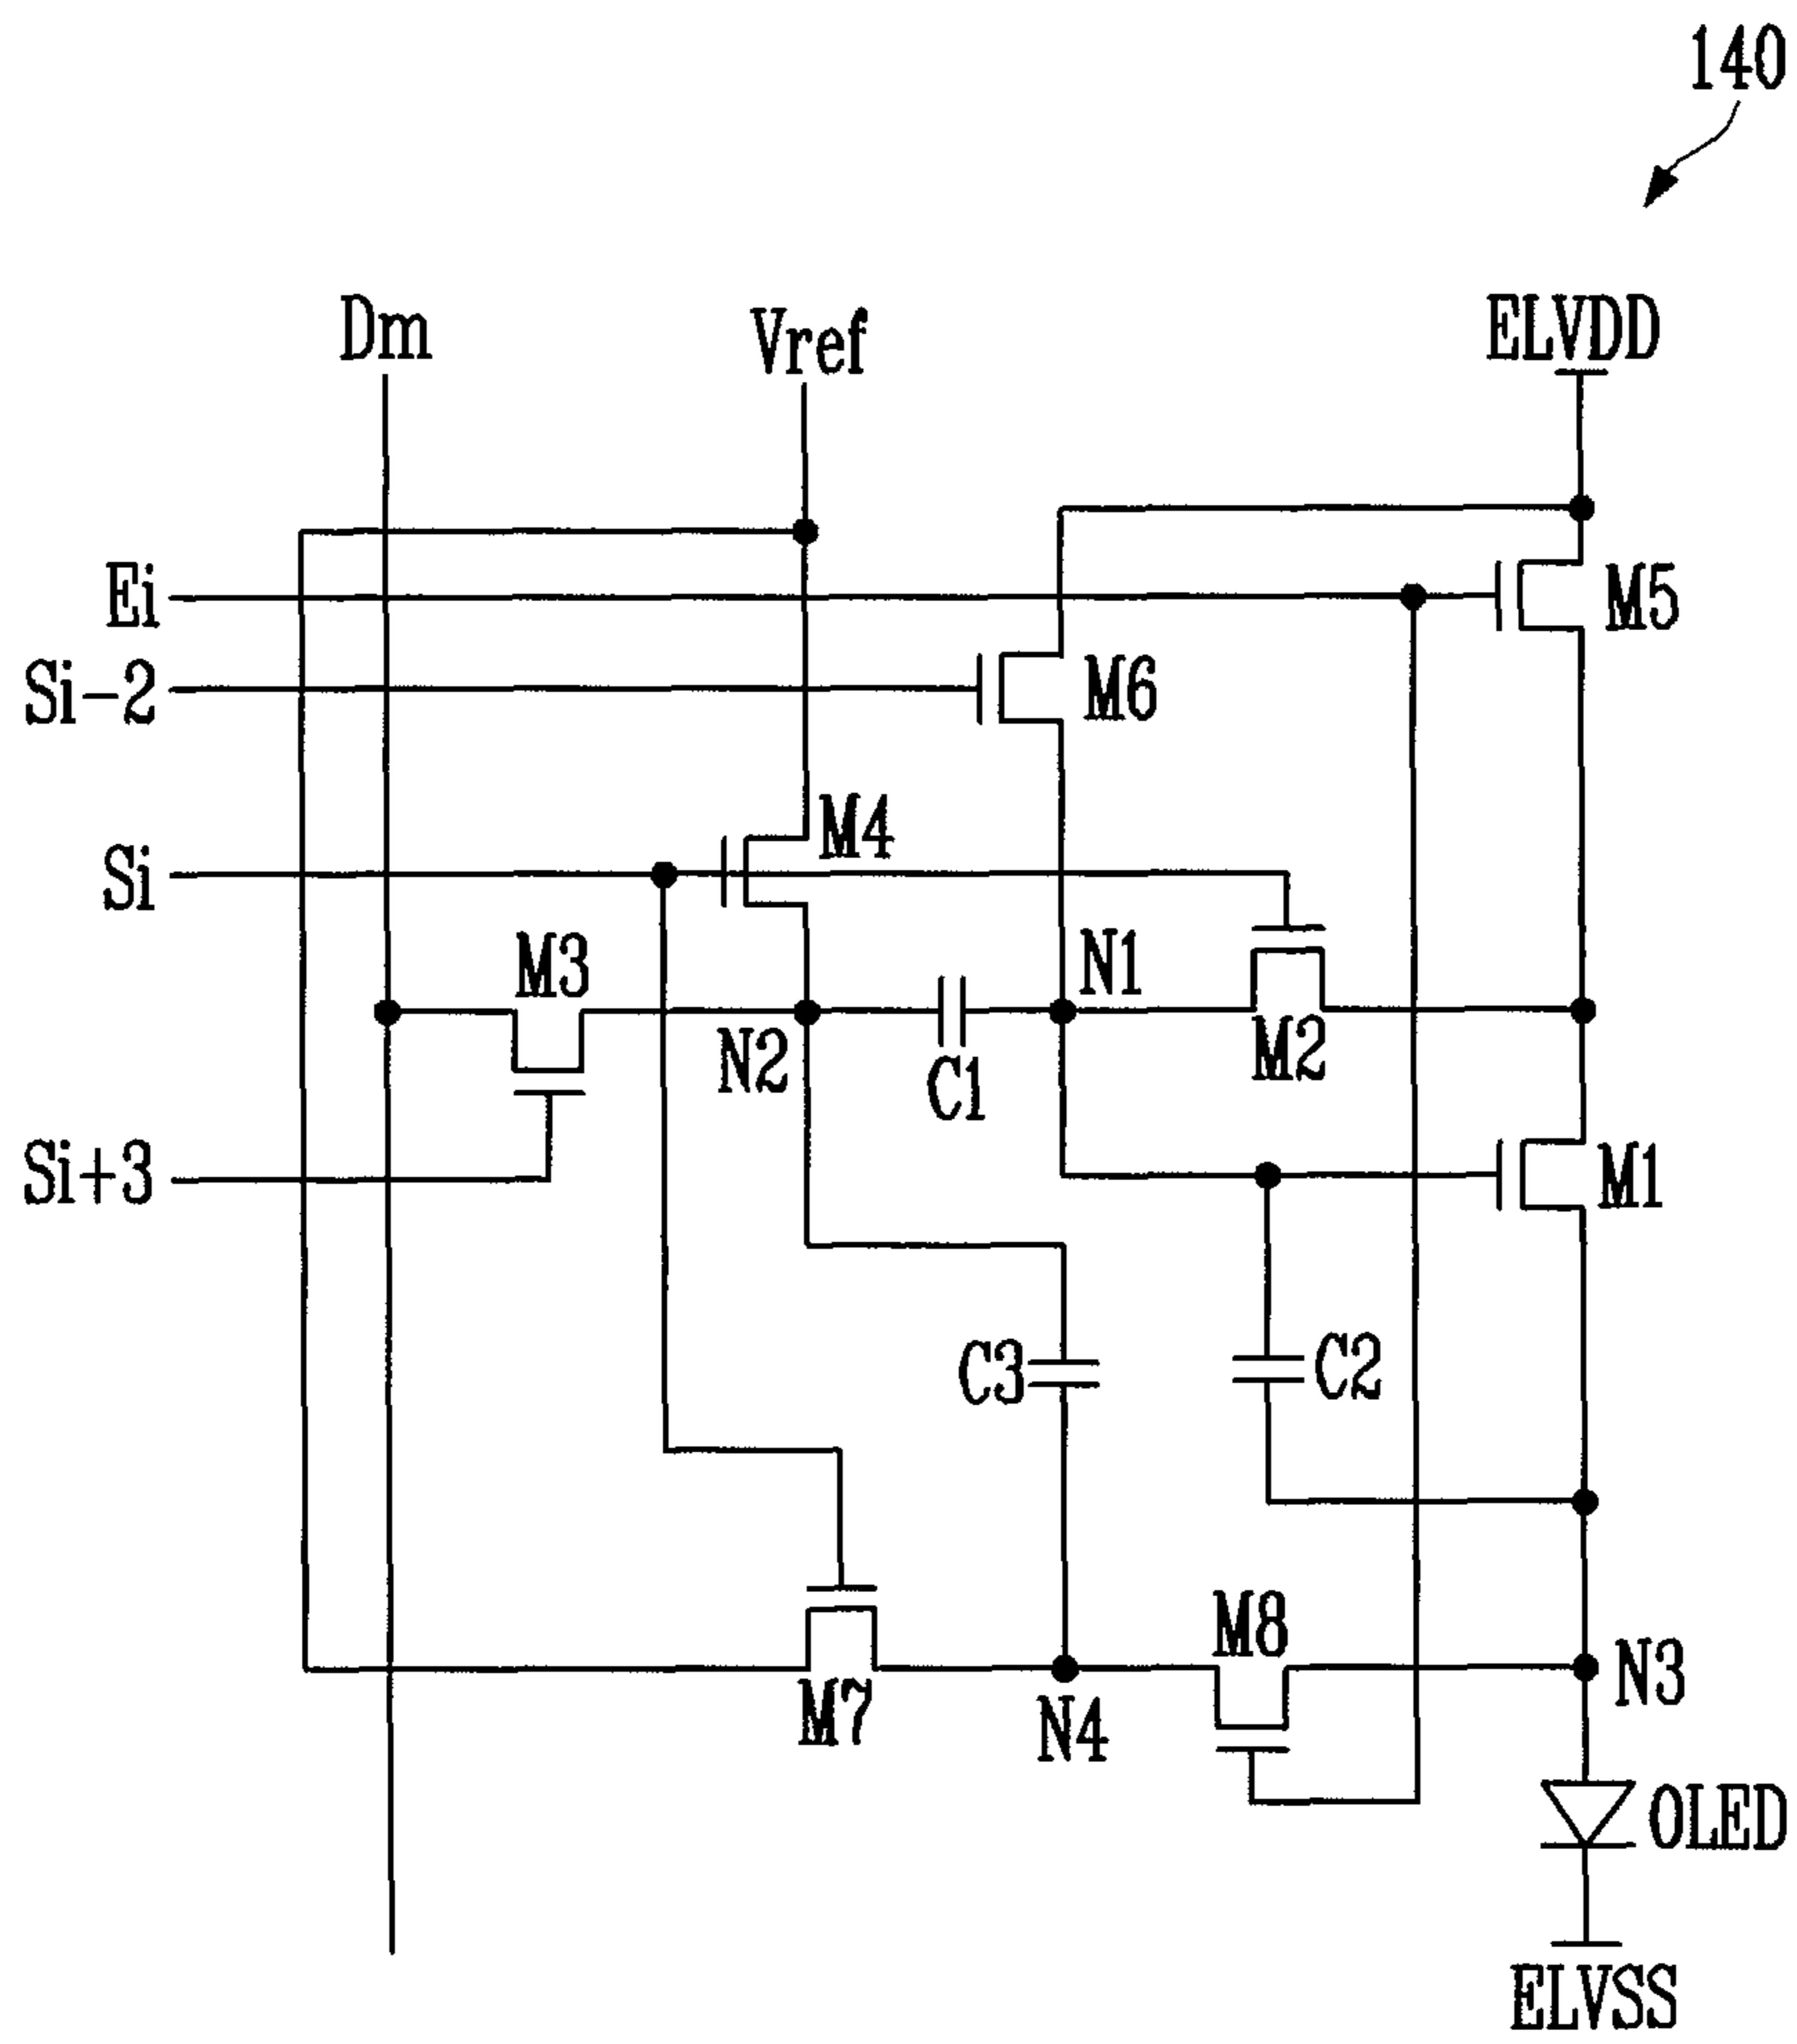 140
Dm
Vref
ELVDD
Ei
M5
Si-2
M6
M4
Si
M3
N1
N2
C1
M2
Si+3
M1
C3
C2
M8
M7
N4
N3
OLED
ELVSS